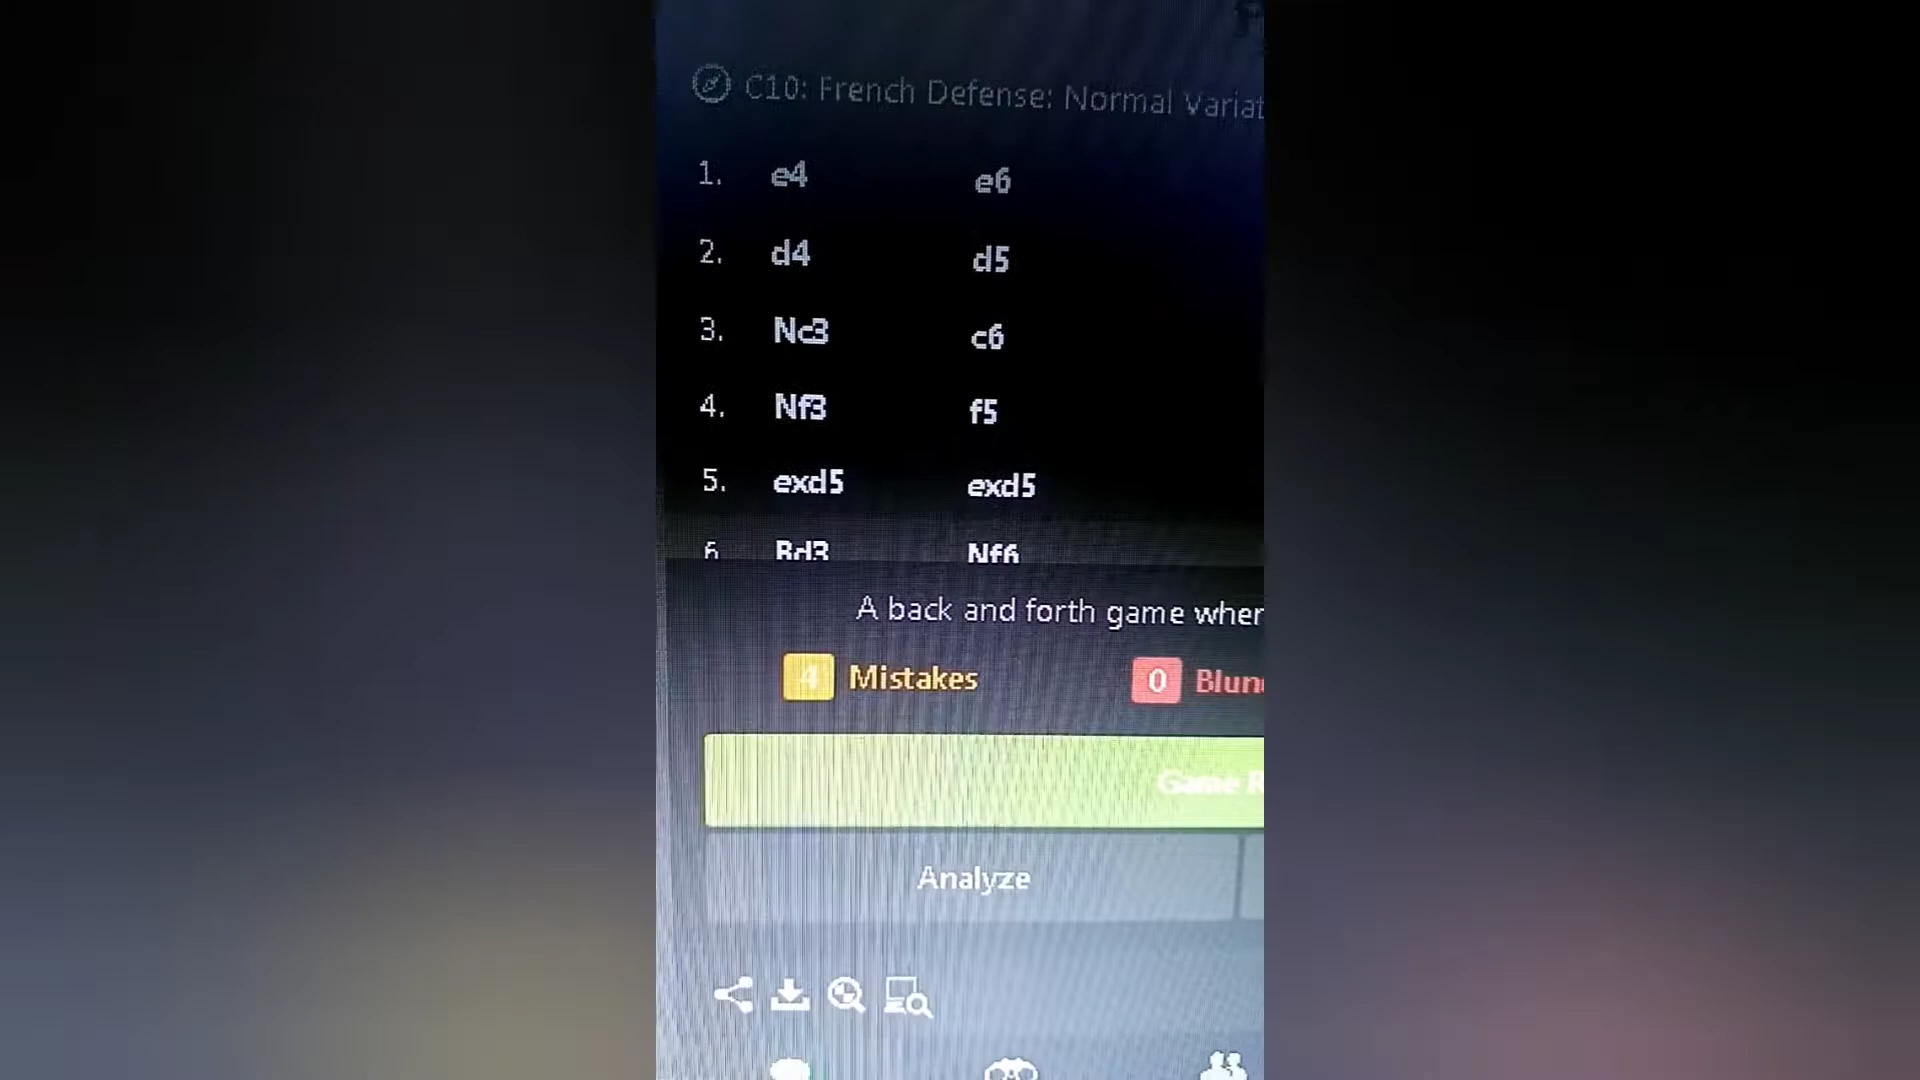 C10: French Defense: Normal Variat
1. e4 e6
2. d4 d5
3. Nc3 c6
4. Nf3 f5
5. exd5 exd5
6 Bd3 Nf6
A back and forth game wher
4 Mistakes 0 Blun
Game R
Analyze